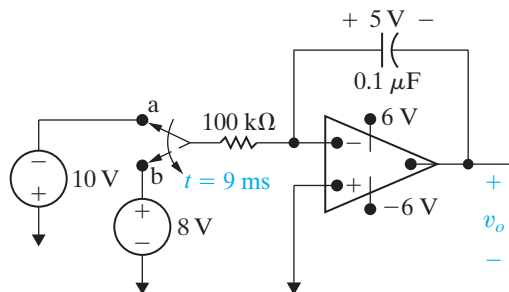 + 5 V −
0.1 μF
a
100 kΩ
6 V
−
+
10 V
b
t = 9 ms
−
+
+
8 V
−
−6 V
+
vo
−